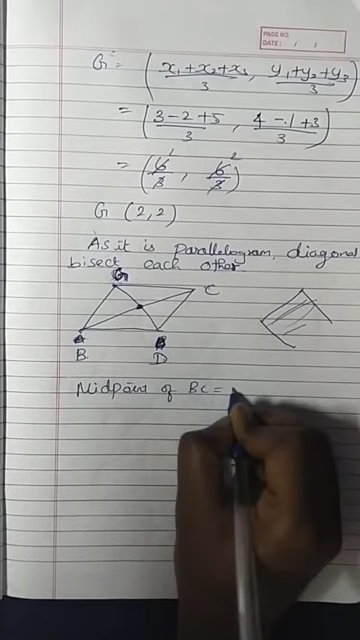 PAGE NO.
DATE: / /
G = ( x₁+x₂+x₃ / 3 , y₁+y₂+y₃ / 3 )
= ( 3-2+5 / 3 , 4-1+3 / 3 )
= ( 6 / 3 , 6 / 3 ) 2
G (2,2)
As it is parallelogram, diagonal
bisect each other.
G
C
B D
Midpoint of BC =